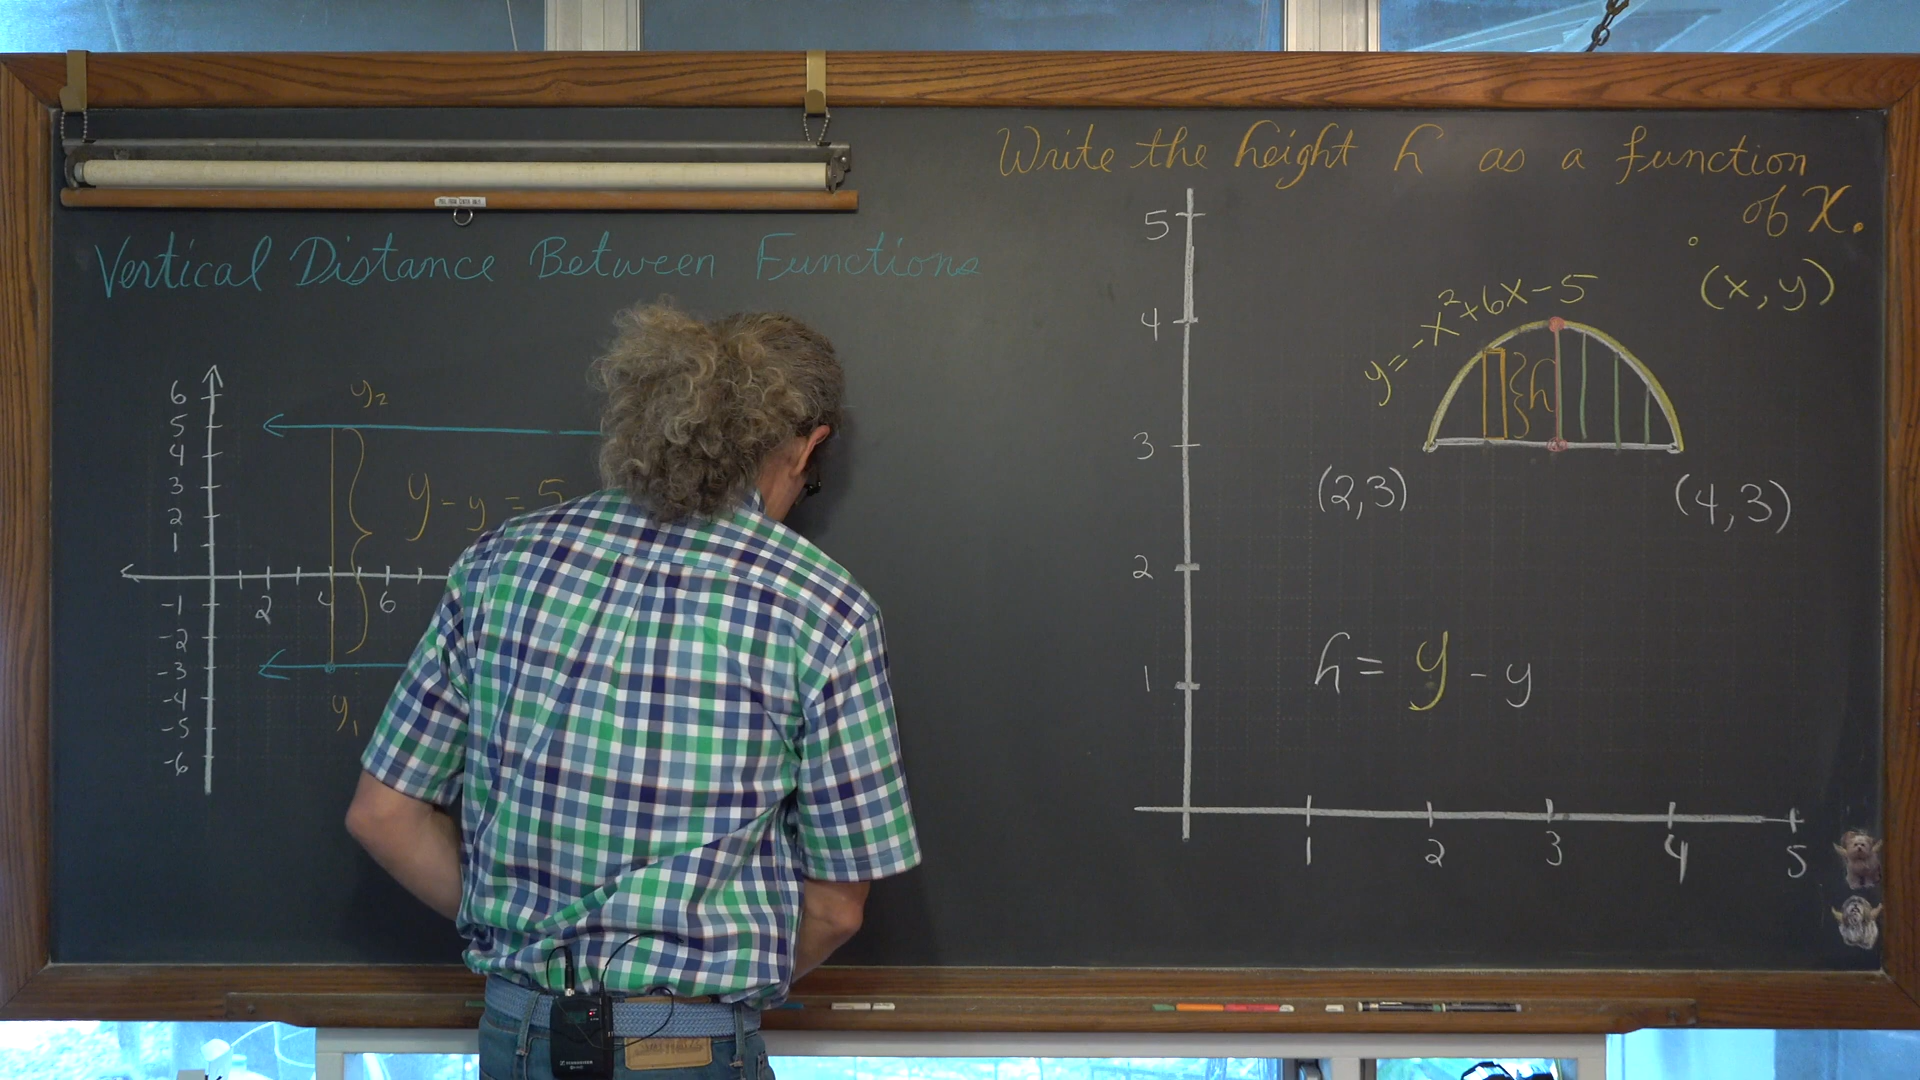 Write the height h as a function
of x.
Vertical Distance Between Functions
5
4
3
2
1
(x, y)
y = -x²+6x-5
h
(2,3)
(4,3)
h = y - y
1 2 3 4 5
6
5
4
3
2
1
-1
-2
-3
-4
-5
-6
2 4 6
y₂
y - y = 5
y₁